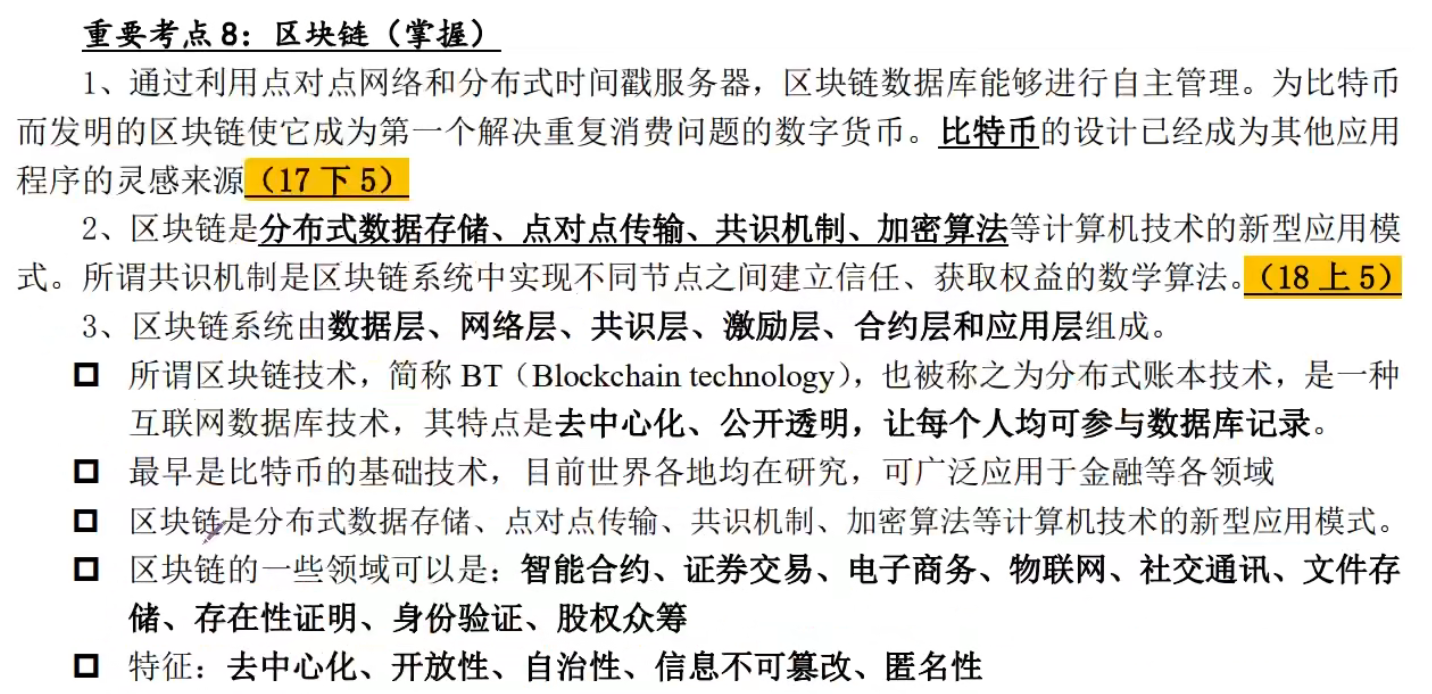 重要考点 8：区块链（掌握）
1、通过利用点对点网络和分布式时间戳服务器，区块链数据库能够进行自主管理。为比特币
而发明的区块链使它成为第一个解决重复消费问题的数字货币。比特币的设计已经成为其他应用
程序的灵感来源（17 下 5）
2、区块链是分布式数据存储、点对点传输、共识机制、加密算法等计算机技术的新型应用模
式。所谓共识机制是区块链系统中实现不同节点之间建立信任、获取权益的数学算法。（18 上 5）
3、区块链系统由数据层、网络层、共识层、激励层、合约层和应用层组成。
所谓区块链技术，简称 BT（Blockchain technology），也被称之为分布式账本技术，是一种
互联网数据库技术，其特点是去中心化、公开透明，让每个人均可参与数据库记录。
最早是比特币的基础技术，目前世界各地均在研究，可广泛应用于金融等各领域
区块链是分布式数据存储、点对点传输、共识机制、加密算法等计算机技术的新型应用模式。
区块链的一些领域可以是：智能合约、证券交易、电子商务、物联网、社交通讯、文件存
储、存在性证明、身份验证、股权众筹
特征：去中心化、开放性、自治性、信息不可篡改、匿名性